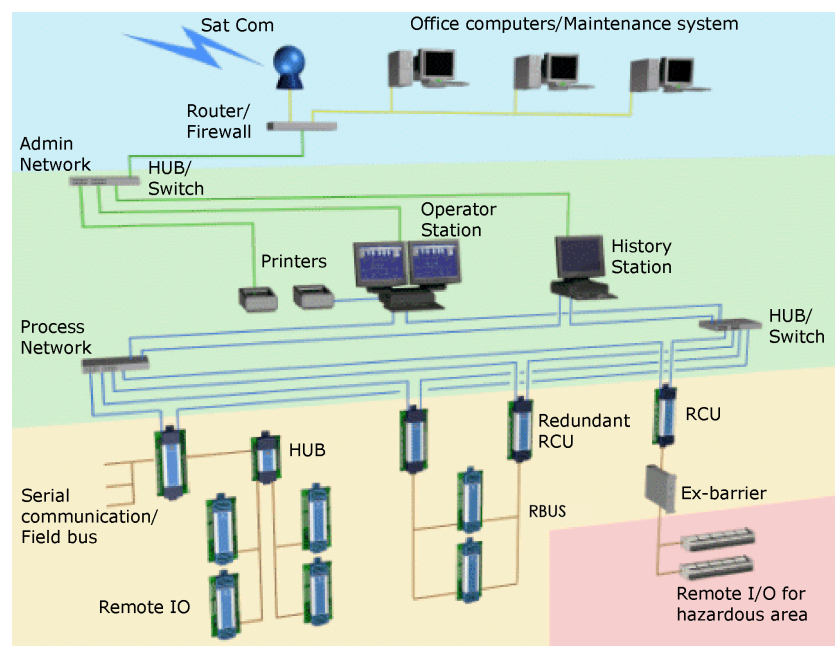 Sat Com
Office computers/Maintenance system
Router/
Firewall
Admin
Network
HUB/
Switch
Operator
Station
History
Station
Printers
Process
Network
HUB/
Switch
Redundant
RCU
RCU
HUB
Serial
communication/
Field bus
RBUS
Ex-barrier
Remote IO
Remote I/O for
hazardous area